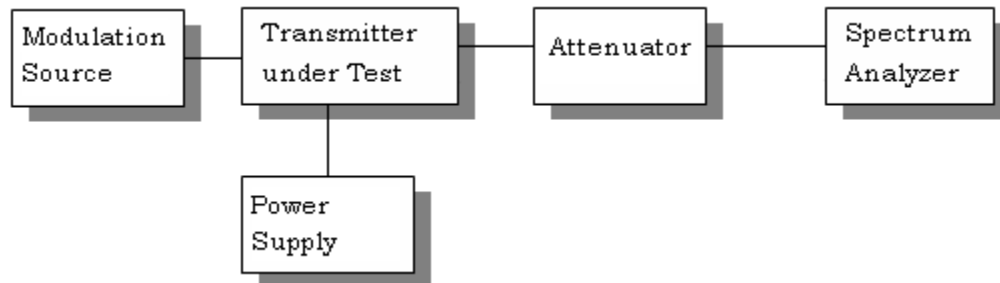 Modulation
Source
Transmitter
under Test
Attenuator
Spectrum
Analyzer
Power
Supply